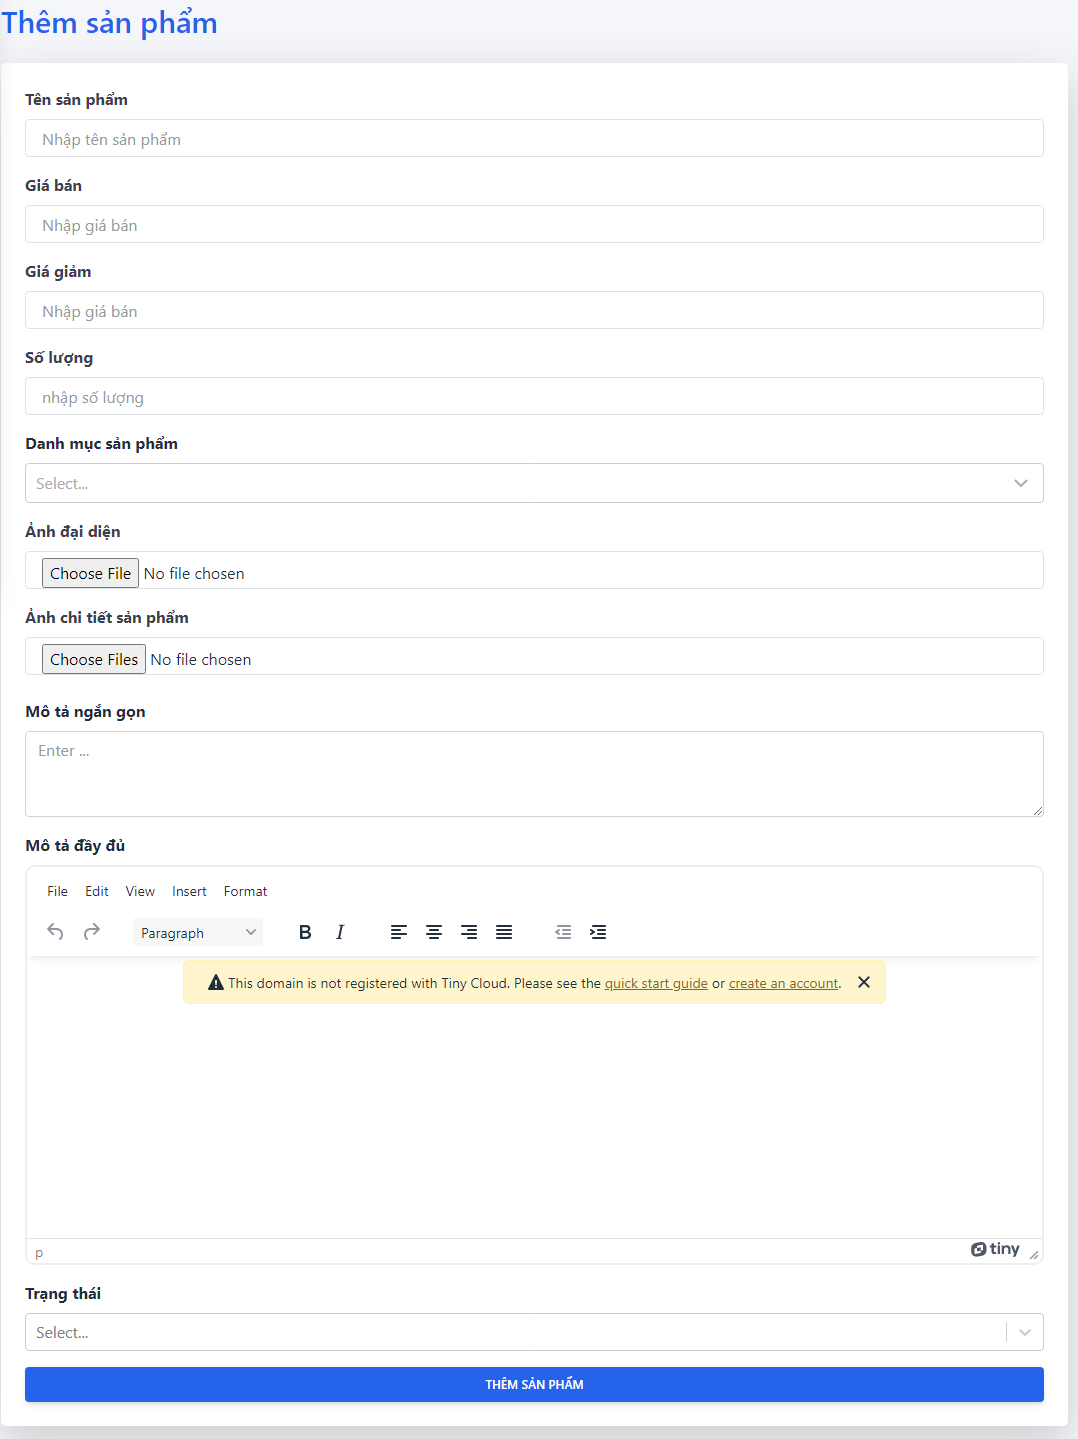 Thêm sản phẩm
Tên sản phẩm
Nhập tên sản phẩm
Giá bán
Nhập giá bán
Giá giảm
Nhập giá bán
Số lượng
nhập số lượng
Danh mục sản phẩm
Select...
Ảnh đại diện
Choose File No file chosen
Ảnh chi tiết sản phẩm
Choose Files No file chosen
Mô tả ngắn gọn
Enter ...
Mô tả đầy đủ
File Edit View Insert Format
Paragraph B I
This domain is not registered with Tiny Cloud. Please see the quick start guide or create an account.
p tiny
Trạng thái
Select...
THÊM SẢN PHẨM